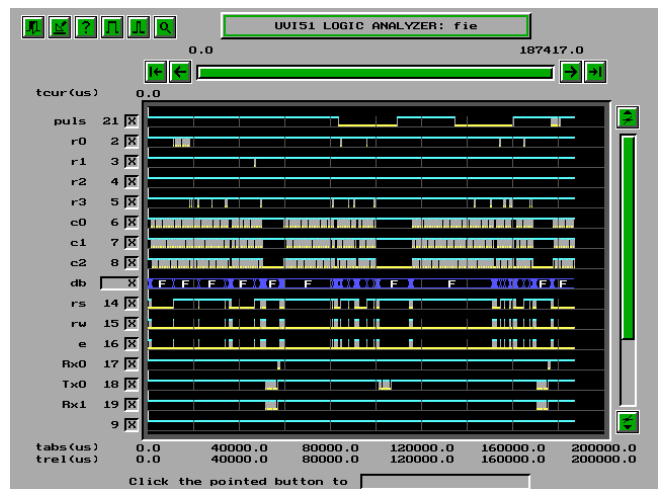 UVI51 LOGIC ANALYZER: fie
0.0 187417.0
tcur(us) 0.0
puls 21 X
r0 2 X
r1 3 X
r2 4 X
r3 5 X
c0 6 X
c1 7 X
c2 8 X
db X F F F F F F F F F F
rs 14 X
rw 15 X
e 16 X
Rx0 17 X
Tx0 18 X
Rx1 19 X
9 X
tabs(us) 0.0 40000.0 80000.0 120000.0 160000.0 200000.0
trel(us) 0.0 40000.0 80000.0 120000.0 160000.0 200000.0
Click the pointed button to